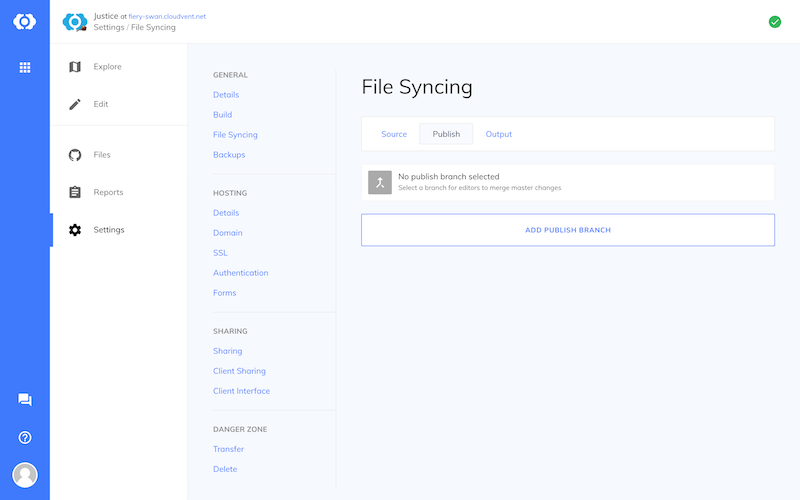 Justice at fiery-swan.cloudvent.net
Settings / File Syncing
Explore
Edit
Files
Reports
Settings
GENERAL
Details
Build
File Syncing
Backups
HOSTING
Details
Domain
SSL
Authentication
Forms
SHARING
Sharing
Client Sharing
Client Interface
DANGER ZONE
Transfer
Delete
File Syncing
Source Publish Output
No publish branch selected
Select a branch for editors to merge master changes
ADD PUBLISH BRANCH